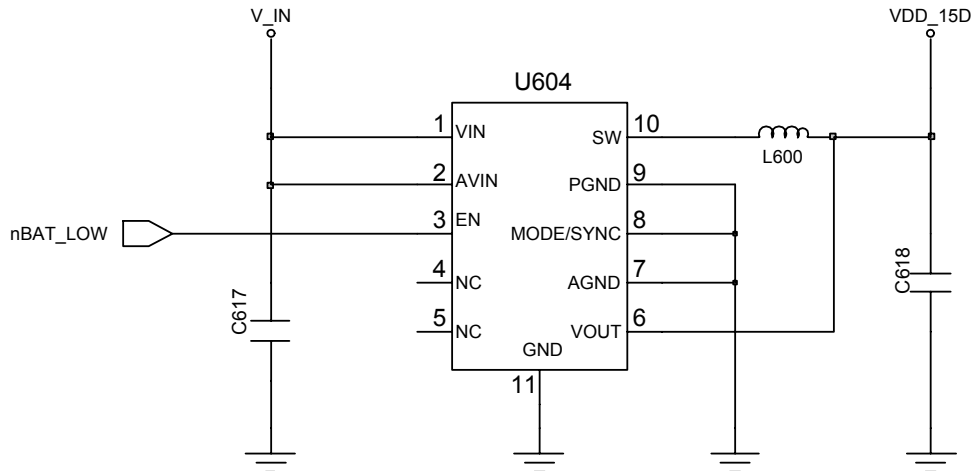 V_IN
VDD_15D
U604
1
VIN
SW
10
L600
2
AVIN
PGND
9
nBAT_LOW
3
EN
MODE/SYNC
8
4
NC
AGND
7
C617
C618
5
NC
VOUT
6
GND
11